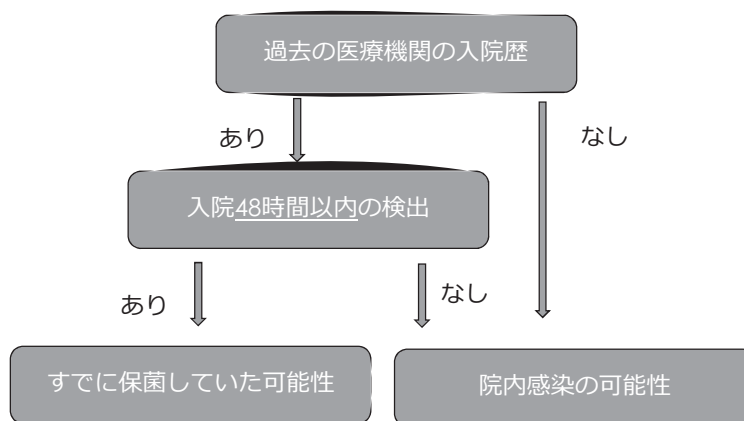 過去の医療機関の入院歴
あり
なし
入院48時間以内の検出
あり
なし
すでに保菌していた可能性
院内感染の可能性